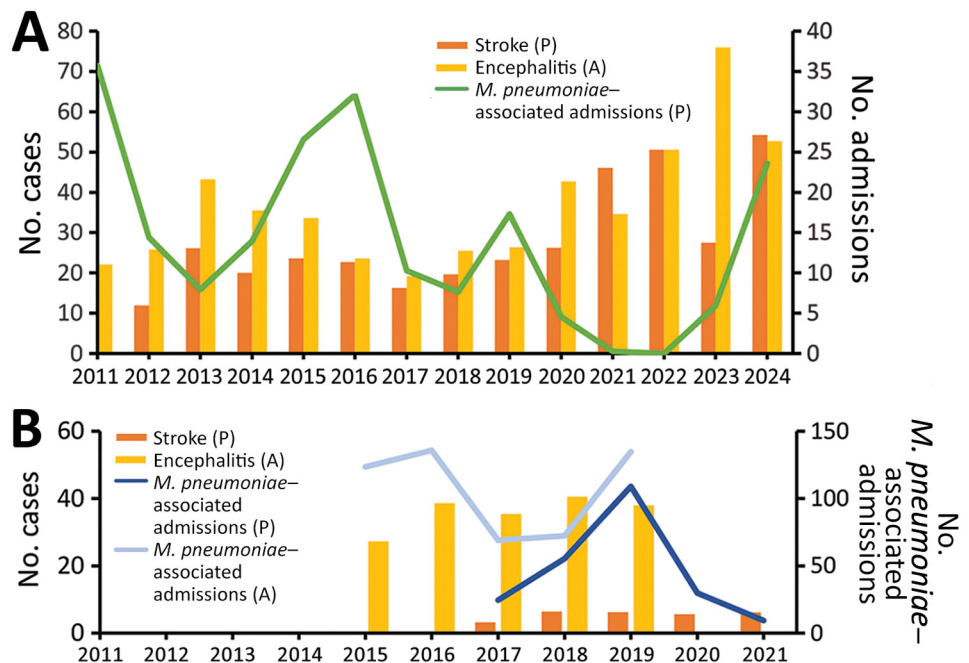 A
80
70
60
50
40
30
20
10
0
No. cases
Stroke (P)
Encephalitis (A)
M. pneumoniae–
associated admissions (P)
40
35
30
25
20
15
10
5
0
No. admissions
2011 2012 2013 2014 2015 2016 2017 2018 2019 2020 2021 2022 2023 2024
B
60
40
20
0
No. cases
Stroke (P)
Encephalitis (A)
M. pneumoniae–
associated
admissions (P)
M. pneumoniae–
associated
admissions (A)
150
100
50
0
No.
M. pneumoniae–
associated
admissions
2011 2012 2013 2014 2015 2016 2017 2018 2019 2020 2021